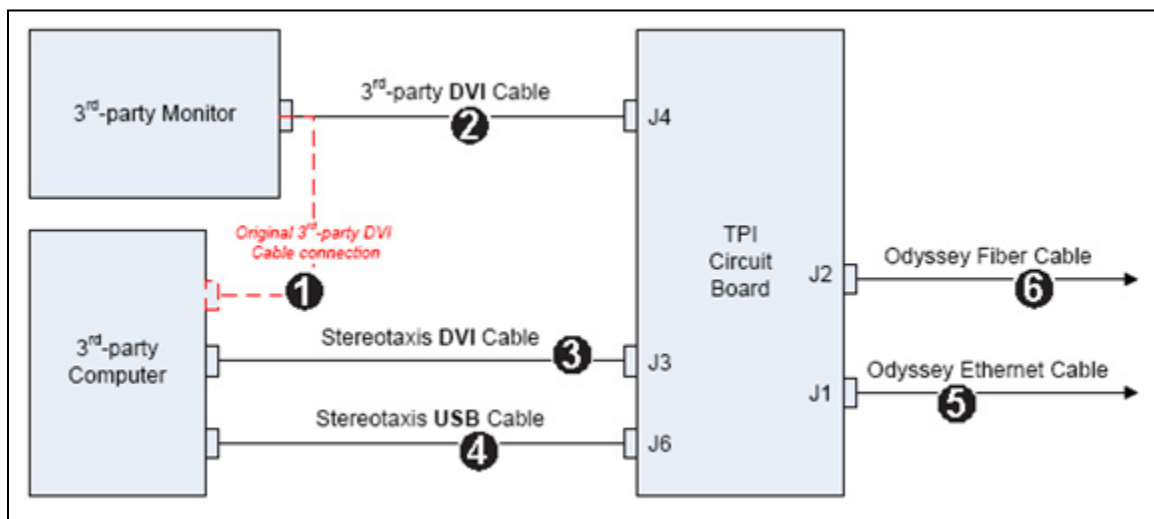 3rd-party Monitor
3rd-party DVI Cable
2
J4
Original 3rd-party DVI
Cable connection
1
TPI
Circuit
Board
J2
Odyssey Fiber Cable
6
3rd-party
Computer
Stereotaxis DVI Cable
3
J3
J1
Odyssey Ethernet Cable
5
Stereotaxis USB Cable
4
J6